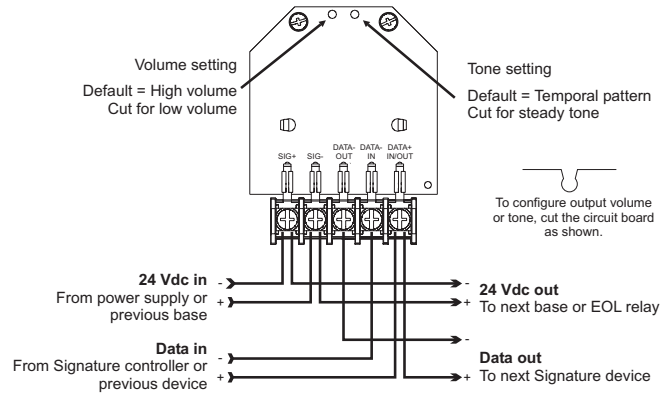 Volume setting
Default = High volume
Cut for low volume
Tone setting
Default = Temporal pattern
Cut for steady tone
SIG+
SIG-
DATA-
OUT
DATA-
IN
DATA+
IN/OUT
To configure output volume
or tone, cut the circuit board
as shown.
24 Vdc in
From power supply or
previous base
-
+
-
+
24 Vdc out
To next base or EOL relay
Data in
From Signature controller or
previous device
-
+
-
+
Data out
To next Signature device